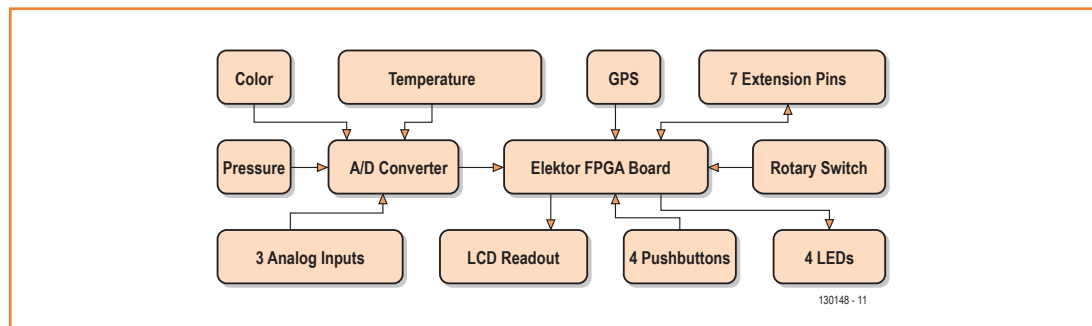 Color
Temperature
GPS
7 Extension Pins
Pressure
A/D Converter
Elektor FPGA Board
Rotary Switch
3 Analog Inputs
LCD Readout
4 Pushbuttons
4 LEDs
130148 - 11